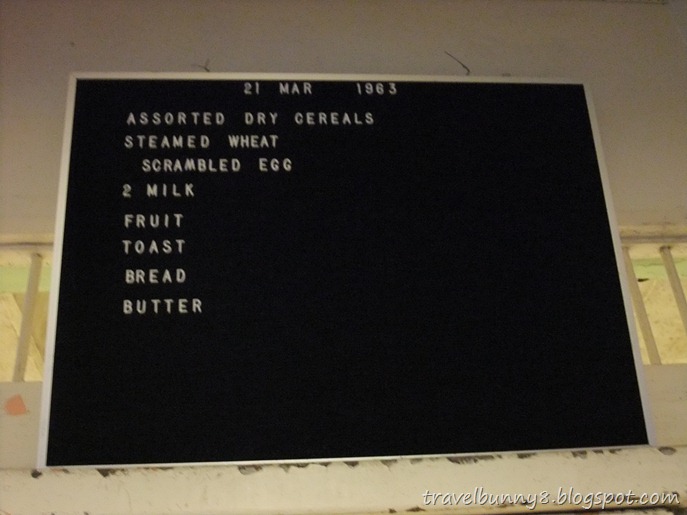 21 MAR 1963
ASSORTED DRY CEREALS
STEAMED WHEAT
SCRAMBLED EGG
2 MILK
FRUIT
TOAST
BREAD
BUTTER
travelbunny8.blogspot.com